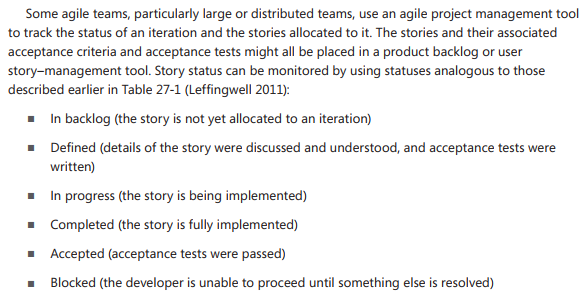 Some agile teams, particularly large or distributed teams, use an agile project management tool
to track the status of an iteration and the stories allocated to it. The stories and their associated
acceptance criteria and acceptance tests might all be placed in a product backlog or user
story–management tool. Story status can be monitored by using statuses analogous to those
described earlier in Table 27-1 (Leffingwell 2011):
■ In backlog (the story is not yet allocated to an iteration)
■ Defined (details of the story were discussed and understood, and acceptance tests were
written)
■ In progress (the story is being implemented)
■ Completed (the story is fully implemented)
■ Accepted (acceptance tests were passed)
■ Blocked (the developer is unable to proceed until something else is resolved)